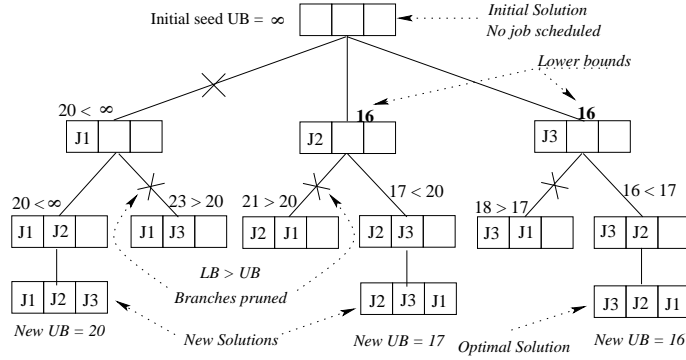 Initial seed UB = ∞
Initial Solution
No job scheduled
Lower bounds
20 < ∞
16
16
J1
J2
J3
20 < ∞
23 > 20
21 > 20
17 < 20
18 > 17
16 < 17
J1 J2
J1 J3
J2 J1
J2 J3
J3 J1
J3 J2
LB > UB
Branches pruned
J1 J2 J3
J2 J3 J1
J3 J2 J1
New UB = 20
New Solutions
New UB = 17
Optimal Solution
New UB = 16